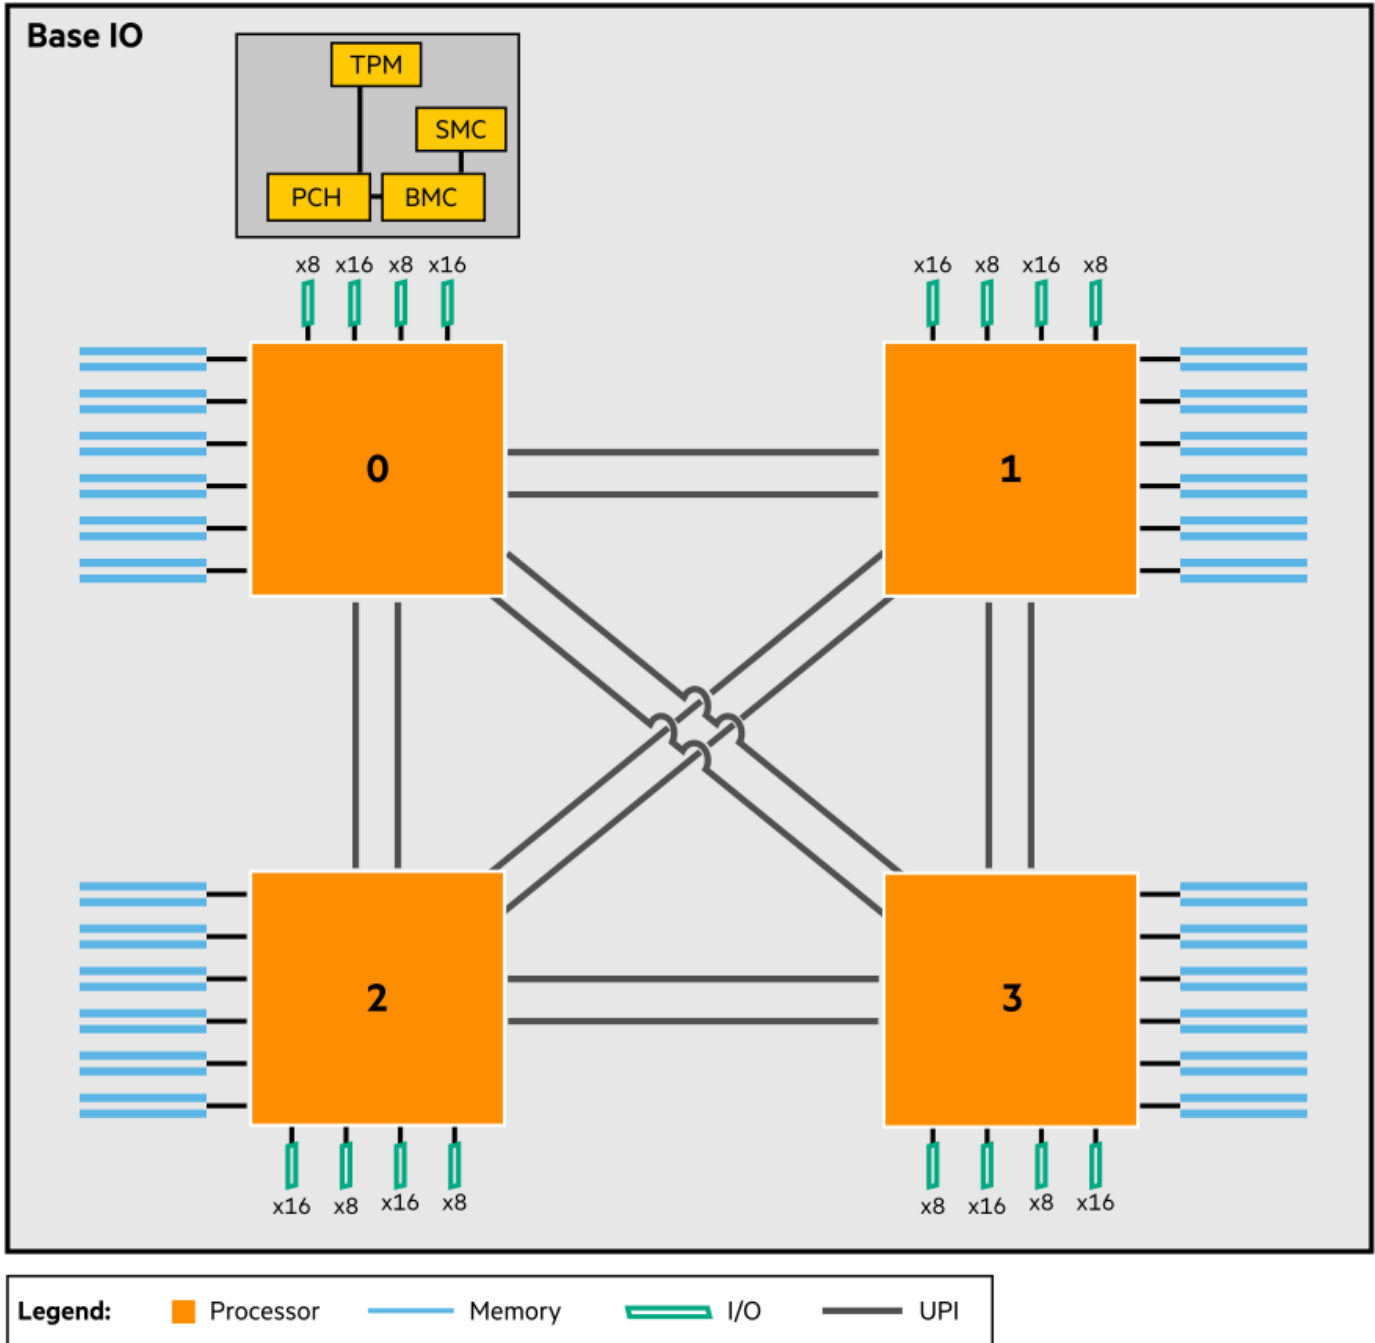 Base IO
TPM
SMC
PCH BMC
x8 x16 x8 x16
x16 x8 x16 x8
0
1
2
3
x16 x8 x16 x8
x8 x16 x8 x16
Legend: Processor Memory I/O UPI